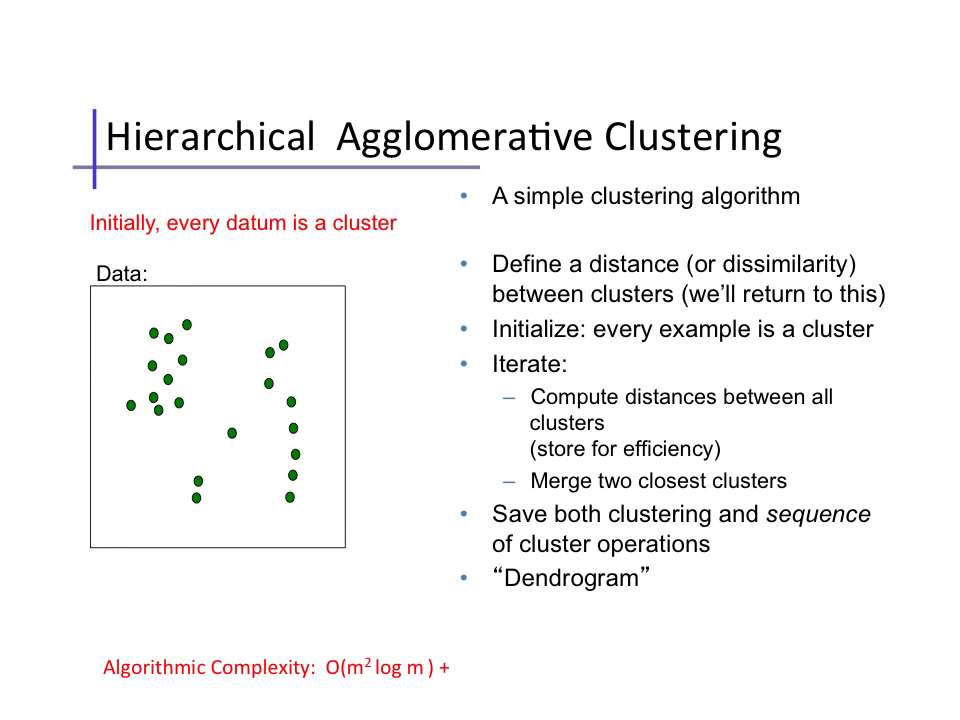 Hierarchical Agglomerative Clustering
Initially, every datum is a cluster
Data:
• A simple clustering algorithm
• Define a distance (or dissimilarity)
between clusters (we’ll return to this)
• Initialize: every example is a cluster
• Iterate:
– Compute distances between all
clusters
(store for efficiency)
– Merge two closest clusters
• Save both clustering and sequence
of cluster operations
• “Dendrogram”
Algorithmic Complexity: O(m² log m ) +